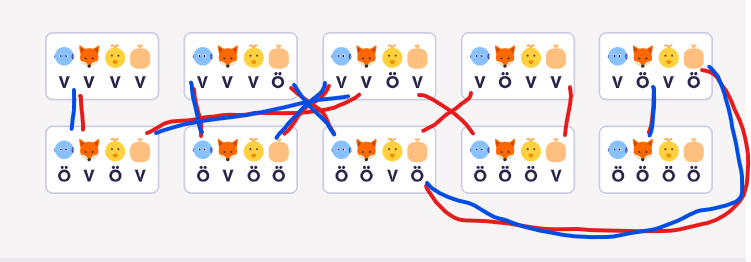 V V V V
V V V Ö
V V Ö V
V Ö V V
V Ö V Ö
Ö V Ö V
Ö V Ö Ö
Ö Ö V Ö
Ö Ö Ö V
Ö Ö Ö Ö